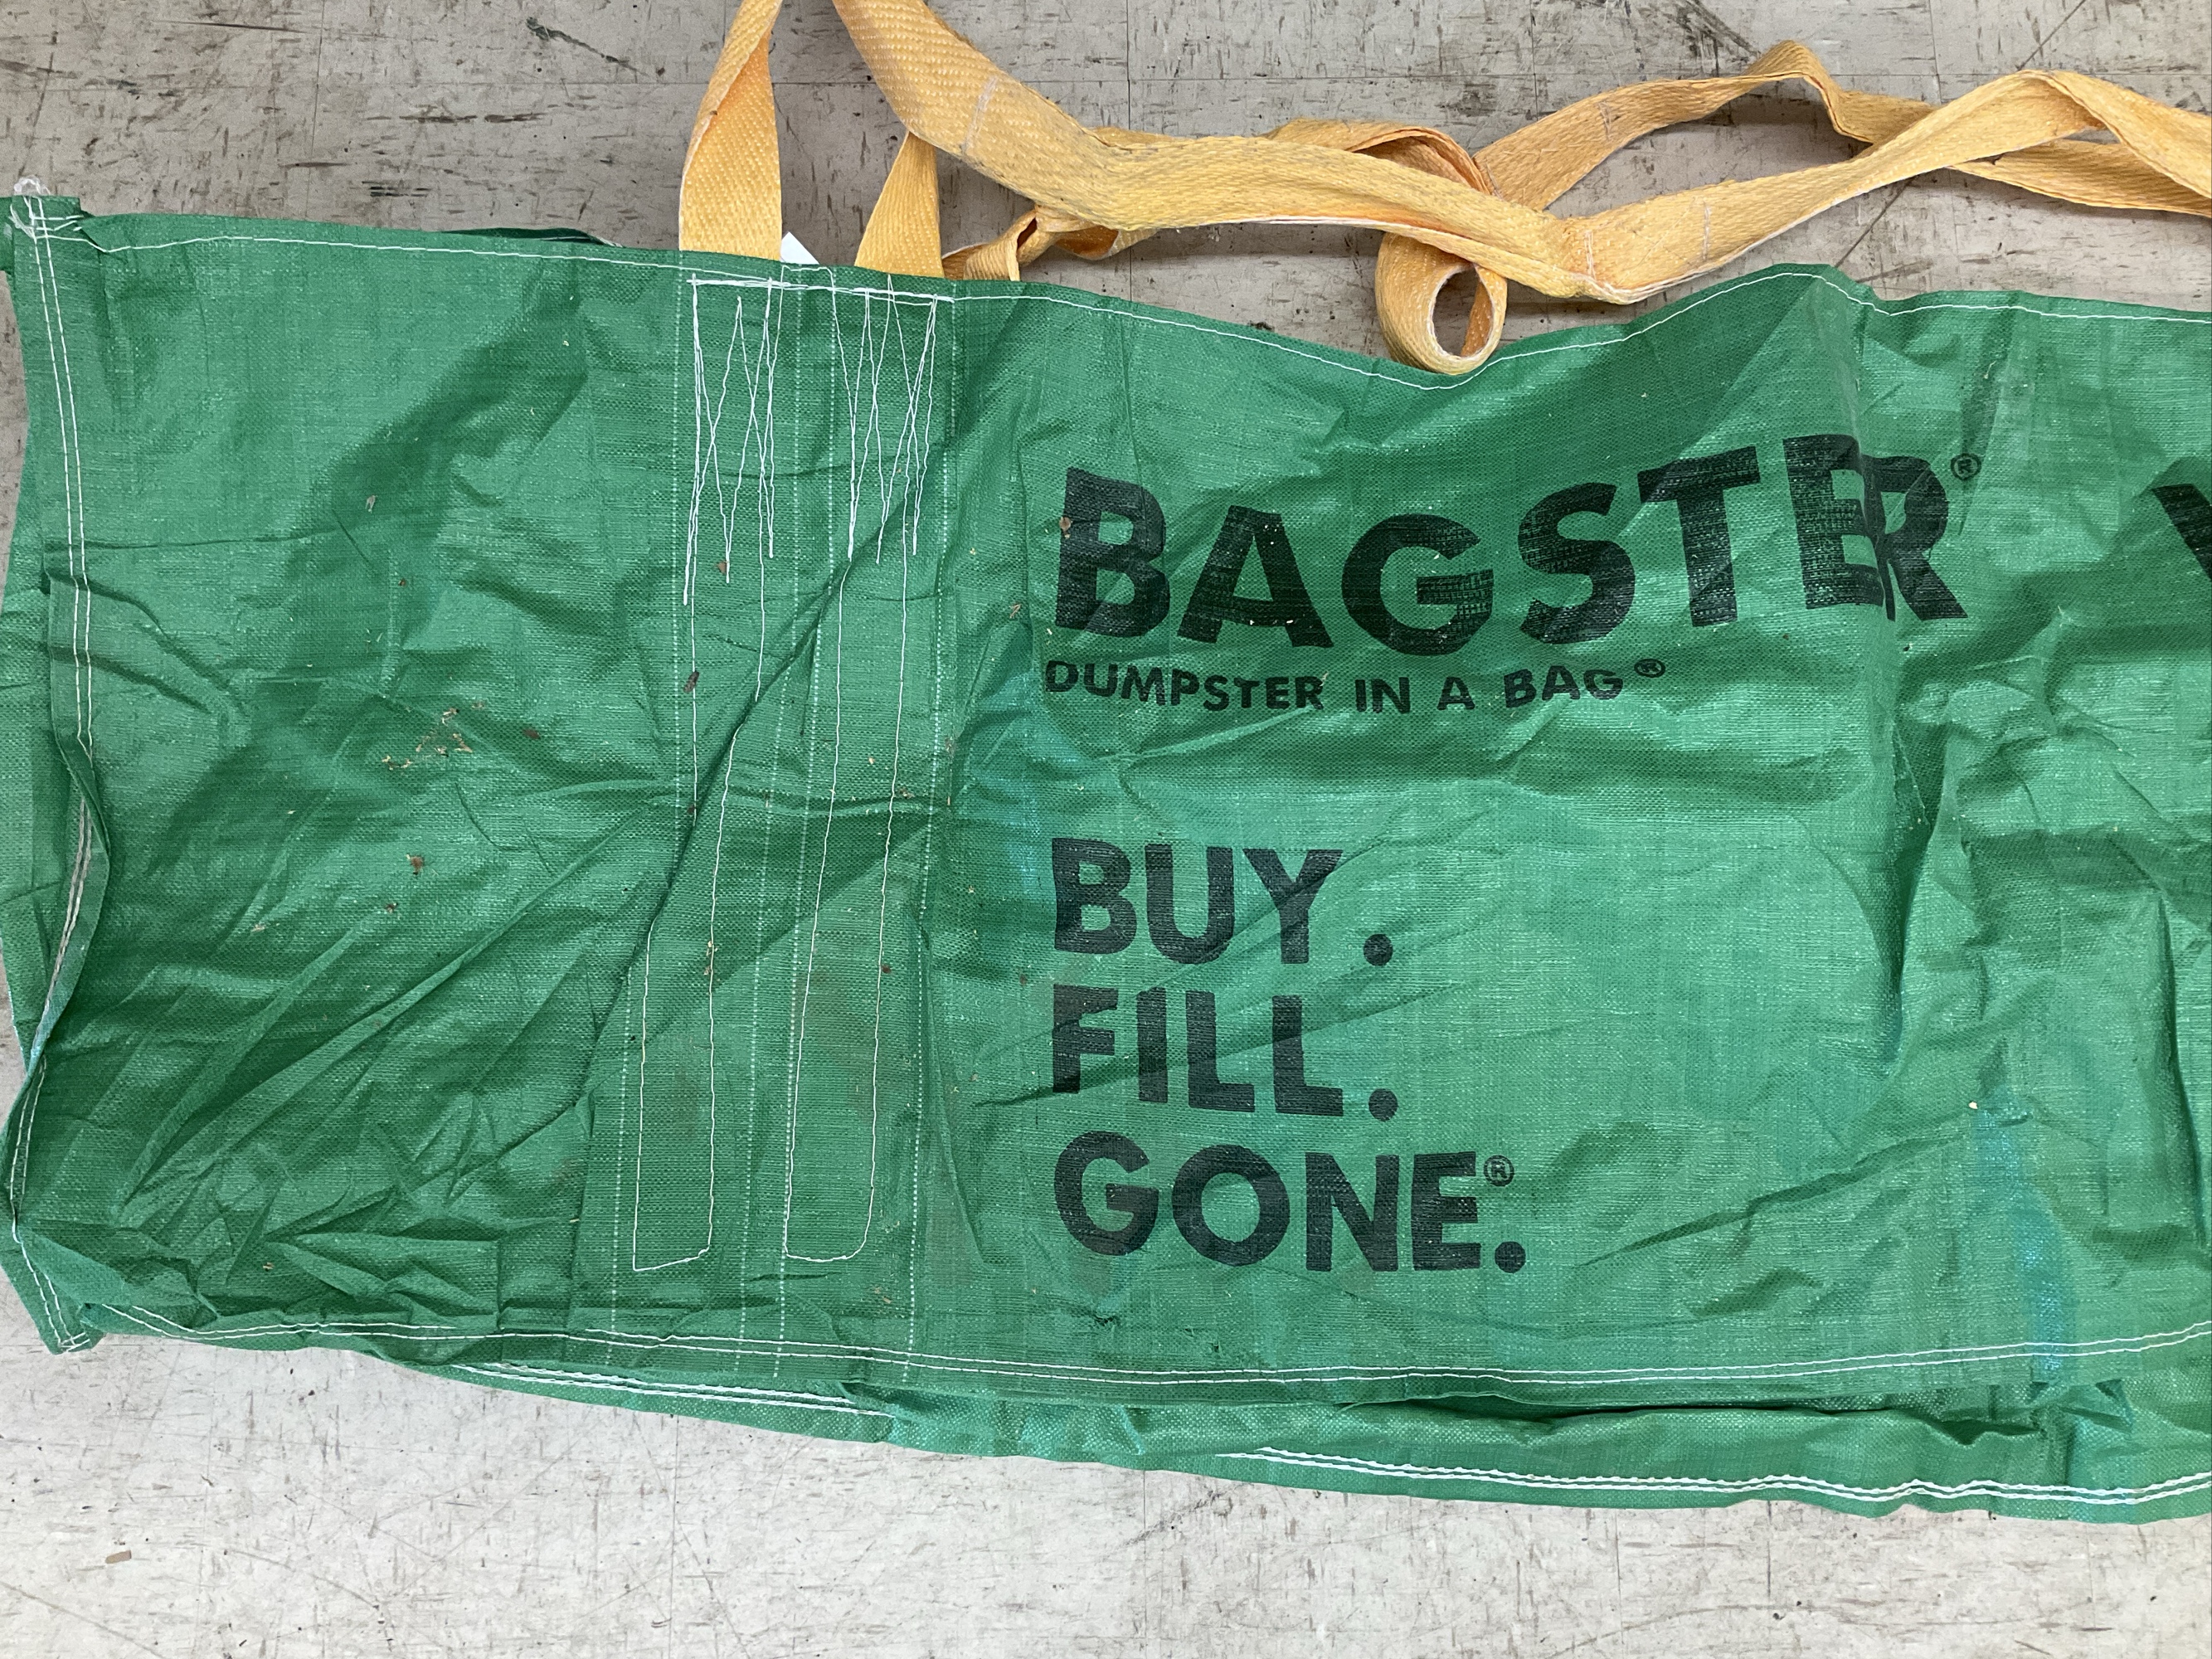 BAGSTER®
DUMPSTER IN A BAG®
BUY.
FILL.
GONE®.